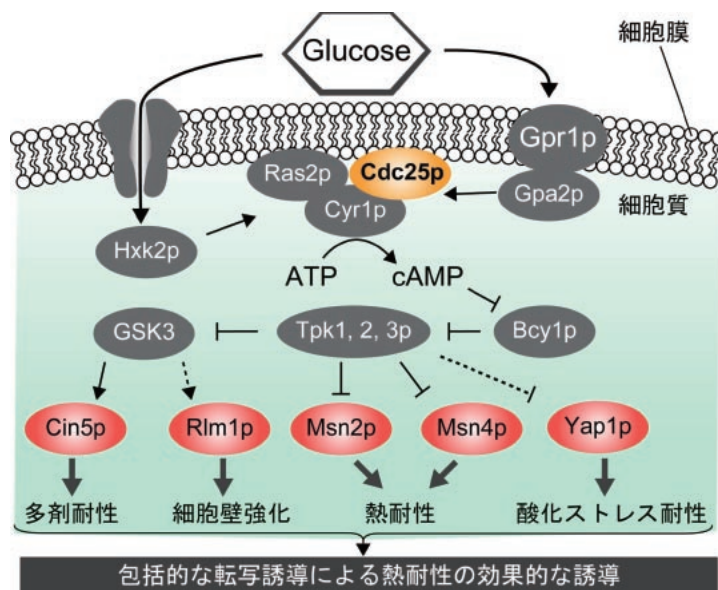 Glucose
細胞膜
Gpr1p
Ras2p
Cdc25p
Cyr1p
Gpa2p
細胞質
Hxk2p
ATP
cAMP
GSK3
Tpk1, 2, 3p
Bcy1p
Cin5p
Rlm1p
Msn2p
Msn4p
Yap1p
多剤耐性
細胞壁強化
熱耐性
酸化ストレス耐性
包括的な転写誘導による熱耐性の効果的な誘導